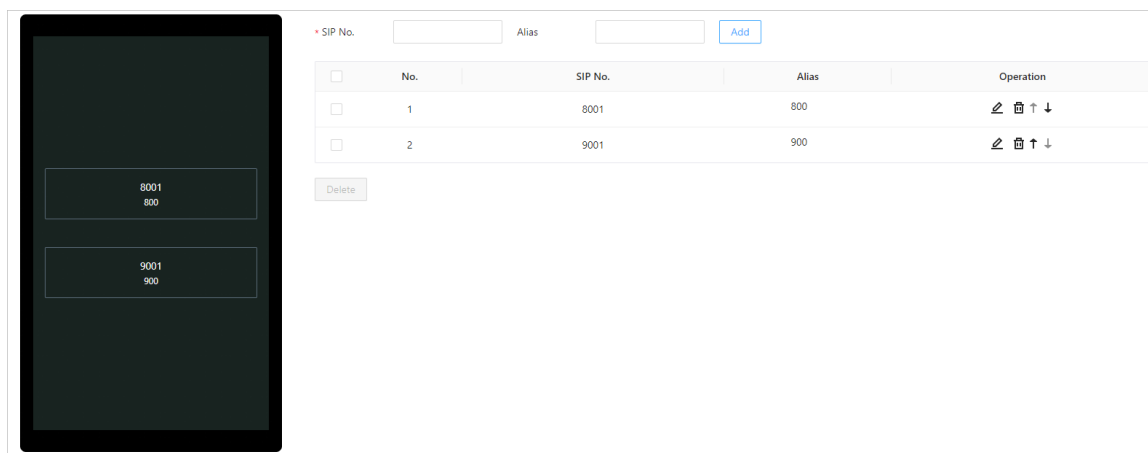 * SIP No. Alias Add
No. SIP No. Alias Operation
1 8001 800
2 9001 900
Delete
8001
800
9001
900